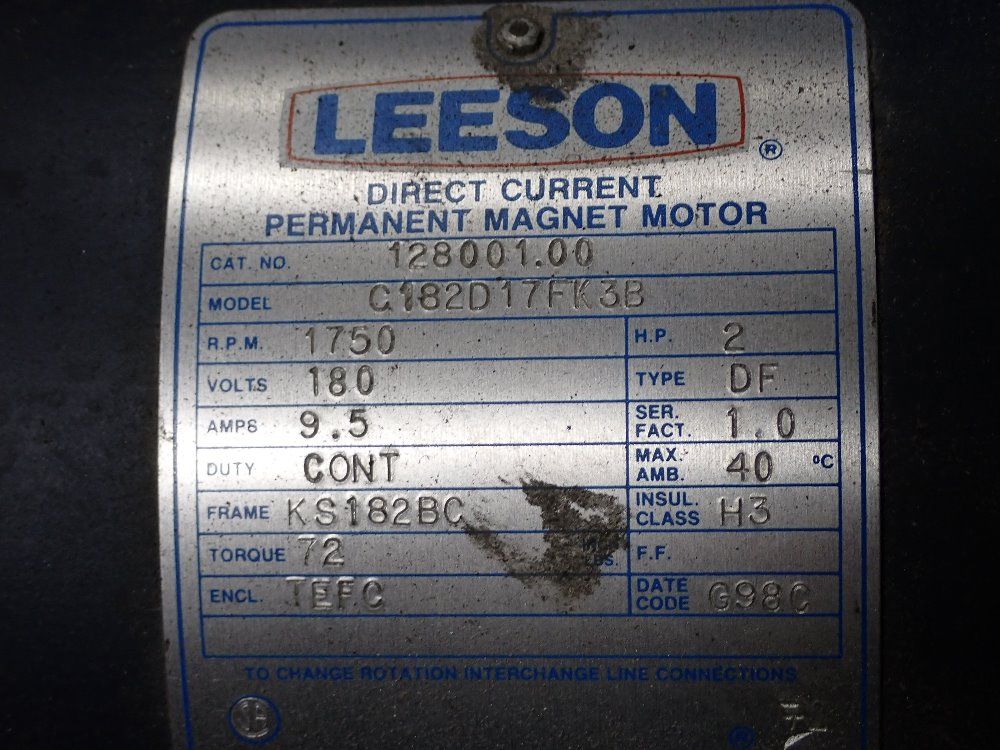 LEESON ®
DIRECT CURRENT
PERMANENT MAGNET MOTOR
CAT. NO. 128001.00
MODEL C182D17FK3B
R.P.M. 1750 H.P. 2
VOLTS 180 TYPE DF
AMPS 9.5 SER. FACT. 1.0
DUTY CONT MAX. AMB. 40 °C
FRAME KS182BC INSUL. CLASS H3
TORQUE 72 LBS. F.F.
ENCL. TEFC DATE CODE G98C
TO CHANGE ROTATION INTERCHANGE LINE CONNECTIONS
®